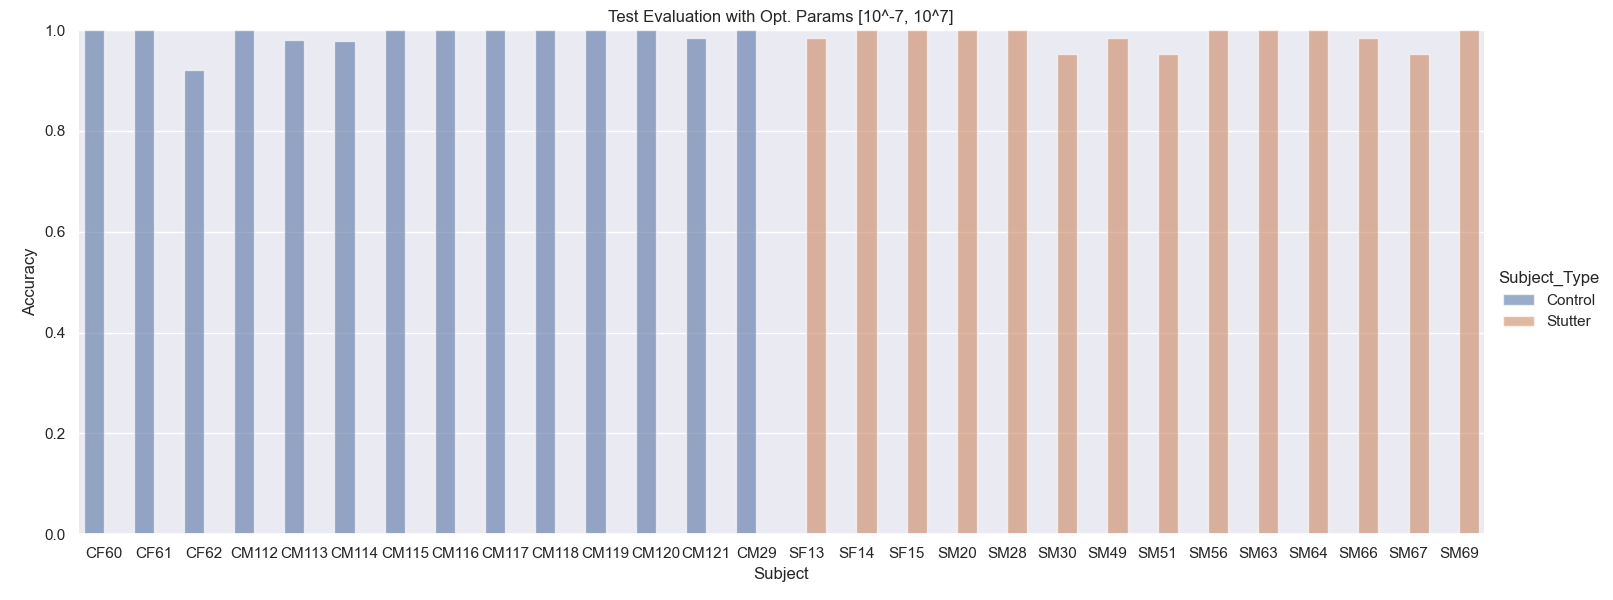 Test Evaluation with Opt. Params [10^-7, 10^7]
1.0
0.8
0.6
0.4
0.2
0.0
Accuracy
CF60 CF61 CF62 CM112 CM113 CM114 CM115 CM116 CM117 CM118 CM119 CM120 CM121 CM29 SF13 SF14 SF15 SM20 SM28 SM30 SM49 SM51 SM56 SM63 SM64 SM66 SM67 SM69
Subject
Subject_Type
Control
Stutter